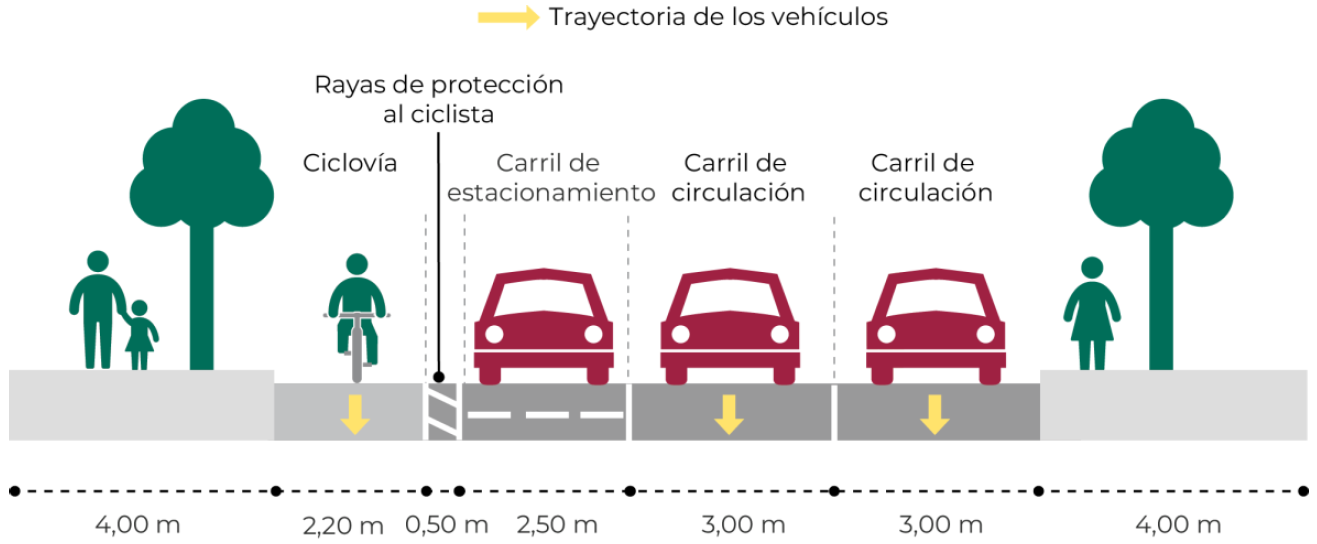 Trayectoria de los vehículos
Rayas de protección
al ciclista
Ciclovía
Carril de
estacionamiento
Carril de
circulación
Carril de
circulación
4,00 m
2,20 m
0,50 m
2,50 m
3,00 m
3,00 m
4,00 m